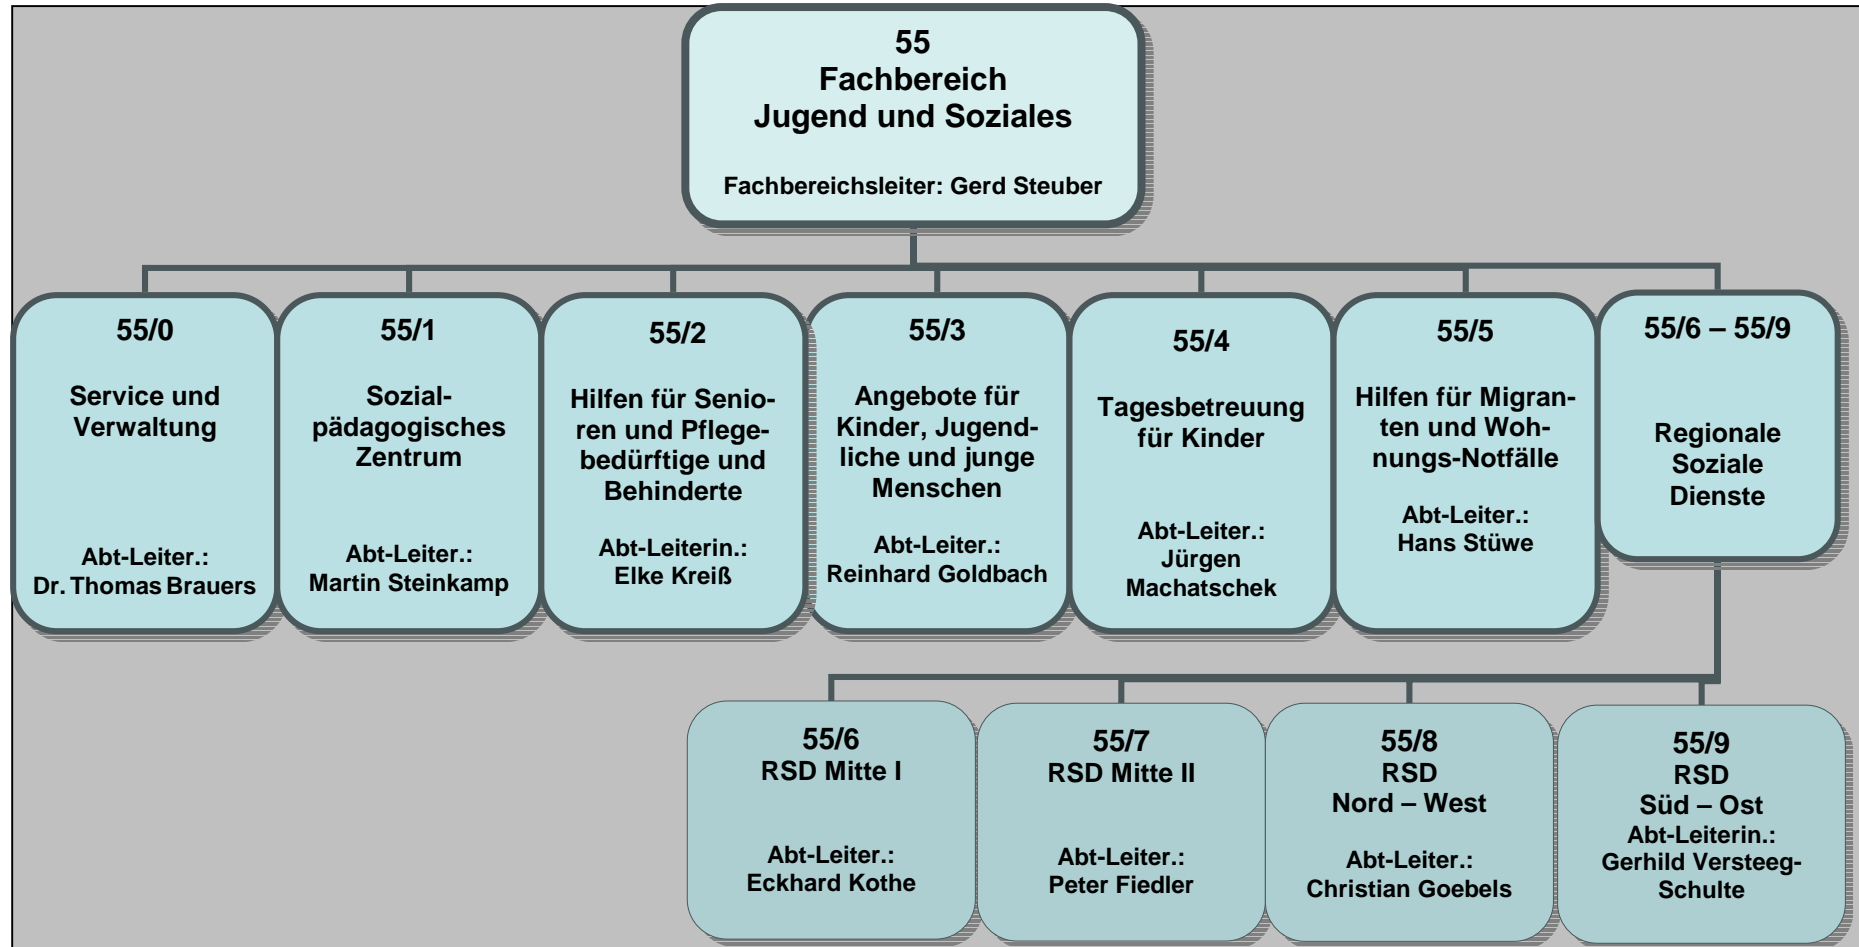 55
Fachbereich
Jugend und Soziales
Fachbereichsleiter: Gerd Steuber
55/0
Service und
Verwaltung
Abt-Leiter.:
Dr. Thomas Brauers
55/1
Sozial-
pädagogisches
Zentrum
Abt-Leiter.:
Martin Steinkamp
55/2
Hilfen für Senio-
ren und Pflege-
bedürftige und
Behinderte
Abt-Leiterin.:
Elke Kreiß
55/3
Angebote für
Kinder, Jugend-
liche und junge
Menschen
Abt-Leiter.:
Reinhard Goldbach
55/4
Tagesbetreuung
für Kinder
Abt-Leiter.:
Jürgen
Machatschek
55/5
Hilfen für Migran-
ten und Woh-
nungs-Notfälle
Abt-Leiter.:
Hans Stüwe
55/6 – 55/9
Regionale
Soziale
Dienste
55/6
RSD Mitte I
Abt-Leiter.:
Eckhard Kothe
55/7
RSD Mitte II
Abt-Leiter.:
Peter Fiedler
55/8
RSD
Nord – West
Abt-Leiter.:
Christian Goebels
55/9
RSD
Süd – Ost
Abt-Leiterin.:
Gerhild Versteeg-
Schulte